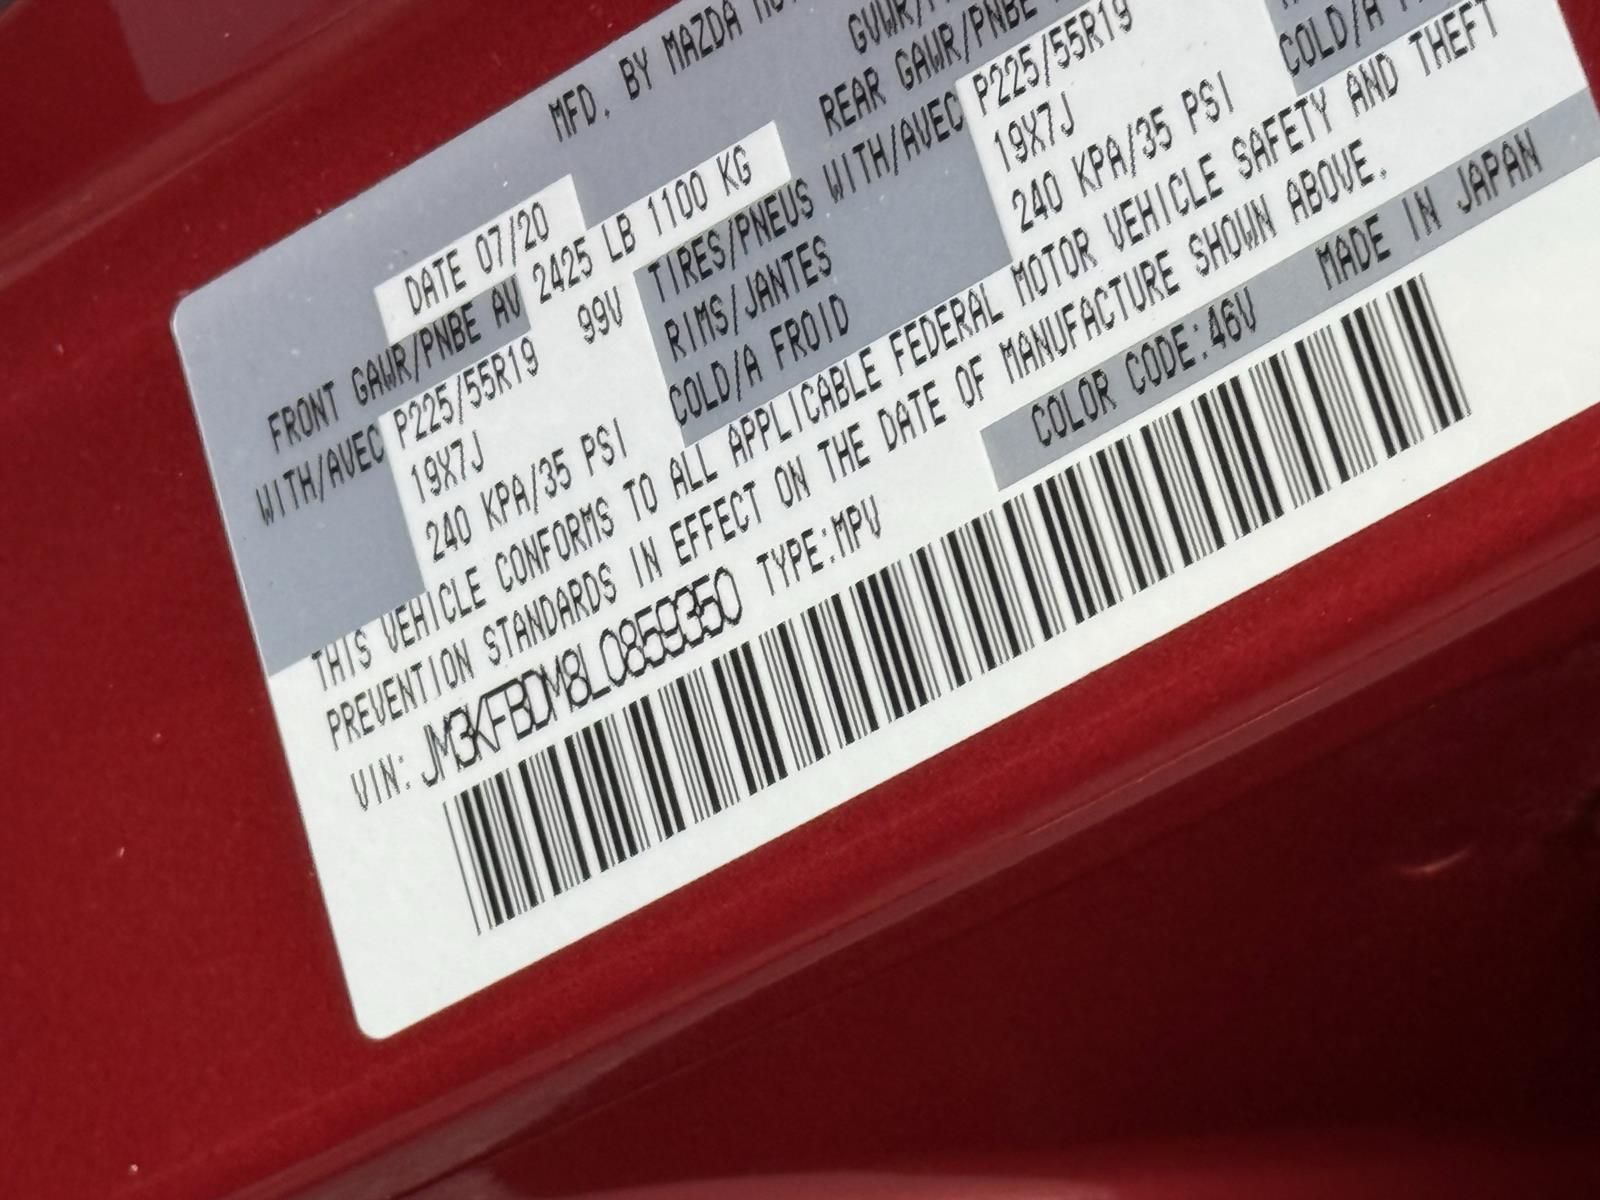 MFD. BY MAZDA
DATE 07/20
FRONT GAWR/PNBE AV 2425 LB 1100 KG
REAR GAWR/PNBE
WITH/AVEC P225/55R19 99V TIRES/PNEUS WITH/AVEC P225/55R19
19X7J RIMS/JANTES 19X7J
240 KPA/35 PSI COLD/A FROID 240 KPA/35 PSI COLD/A
THIS VEHICLE CONFORMS TO ALL APPLICABLE FEDERAL MOTOR VEHICLE SAFETY AND THEFT
PREVENTION STANDARDS IN EFFECT ON THE DATE OF MANUFACTURE SHOWN ABOVE.
VIN: JM3KFBDM8L0859350 TYPE:MPV COLOR CODE:46V MADE IN JAPAN